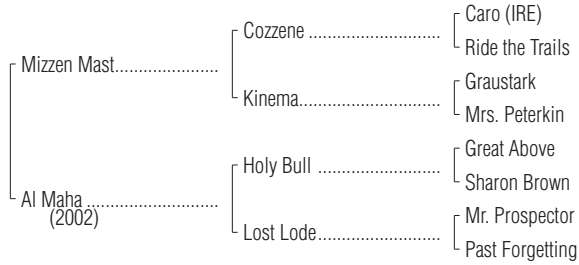 Caro (IRE)
Cozzene
Ride the Trails
Mizzen Mast
Graustark
Kinema
Mrs. Peterkin
Great Above
Holy Bull
Sharon Brown
Al Maha
(2002)
Mr. Prospector
Lost Lode
Past Forgetting